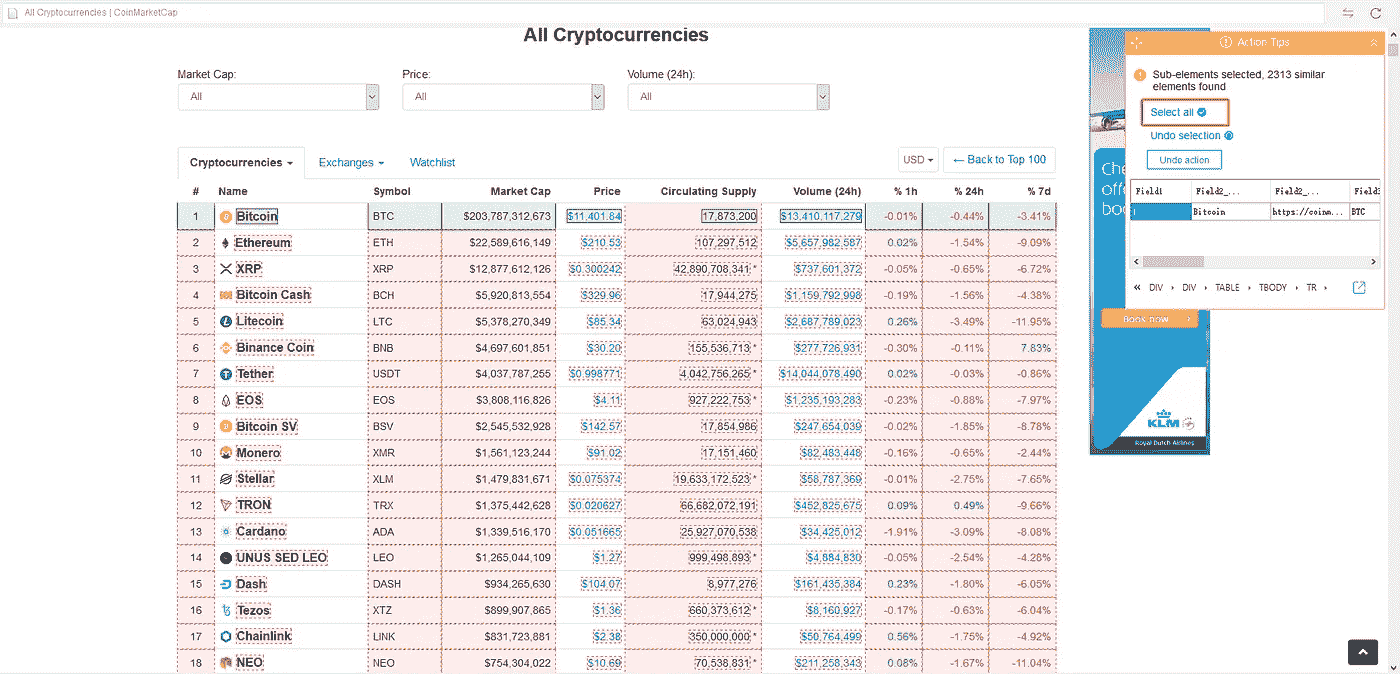 All Cryptocurrencies | CoinMarketCap
All Cryptocurrencies
Market Cap: Price: Volume (24h):
All All All
Cryptocurrencies Exchanges Watchlist USD ← Back to Top 100
# Name Symbol Market Cap Price Circulating Supply Volume (24h) % 1h % 24h % 7d
1 Bitcoin BTC $203,787,312,673 $11,401.84 17,873,200 $13,410,117,279 -0.01% -0.44% -3.41%
2 Ethereum ETH $22,589,616,149 $210.53 107,297,512 $5,657,982,587 0.02% -1.54% -9.09%
3 XRP XRP $12,877,612,126 $0.300242 42,890,708,341 * $737,601,372 -0.05% -0.65% -6.72%
4 Bitcoin Cash BCH $5,920,813,554 $329.96 17,944,275 $1,159,792,998 -0.19% -1.56% -4.38%
5 Litecoin LTC $5,378,270,349 $85.34 63,024,943 $2,687,789,023 0.26% -3.49% -11.95%
6 Binance Coin BNB $4,697,601,851 $30.20 155,536,713 * $277,726,931 -0.30% -0.11% 7.83%
7 Tether USDT $4,037,787,255 $0.998771 4,042,756,265 * $14,044,078,490 0.02% -0.03% -0.86%
8 EOS EOS $3,808,116,826 $4.11 927,222,753 * $1,235,193,283 -0.23% -0.88% -7.97%
9 Bitcoin SV BSV $2,545,532,928 $142.57 17,854,986 $247,654,039 -0.02% -1.85% -8.78%
10 Monero XMR $1,561,123,244 $91.02 17,151,460 $82,483,448 -0.16% -0.65% -2.44%
11 Stellar XLM $1,479,831,671 $0.075374 19,633,172,523 * $58,787,369 -0.01% -2.75% -7.65%
12 TRON TRX $1,375,442,628 $0.020627 66,682,072,191 $452,825,675 0.09% 0.49% -9.66%
13 Cardano ADA $1,339,516,170 $0.051665 25,927,070,538 $34,425,012 -1.91% -3.09% -8.08%
14 UNUS SED LEO LEO $1,265,044,109 $1.27 999,498,893 * $4,884,830 -0.05% -2.54% -4.28%
15 Dash DASH $934,265,630 $104.07 8,977,276 $161,435,384 0.23% -1.80% -6.05%
16 Tezos XTZ $899,907,865 $1.36 660,373,612 * $8,160,927 -0.17% -0.63% -6.04%
17 Chainlink LINK $831,723,881 $2.38 350,000,000 * $50,764,499 0.56% -1.75% -4.92%
18 NEO NEO $754,304,022 $10.69 70,538,831 * $211,258,343 0.08% -1.67% -11.04%
Action Tips
Sub-elements selected, 2313 similar
elements found
Select all
Undo selection
Undo action
Field1 Field2_... Field2_... Field3
1 Bitcoin https://coinm... BTC
« DIV DIV TABLE TBODY TR
Che
offe
boo
Book now
KLM
Royal Dutch Airlines